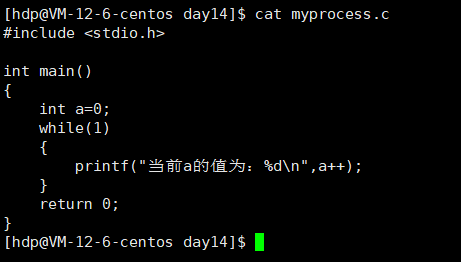 [hdp@VM-12-6-centos day14]$ cat myprocess.c
#include <stdio.h>

int main()
{
    int a=0;
    while(1)
    {
        printf("当前a的值为：%d\n",a++);
    }
    return 0;
}
[hdp@VM-12-6-centos day14]$